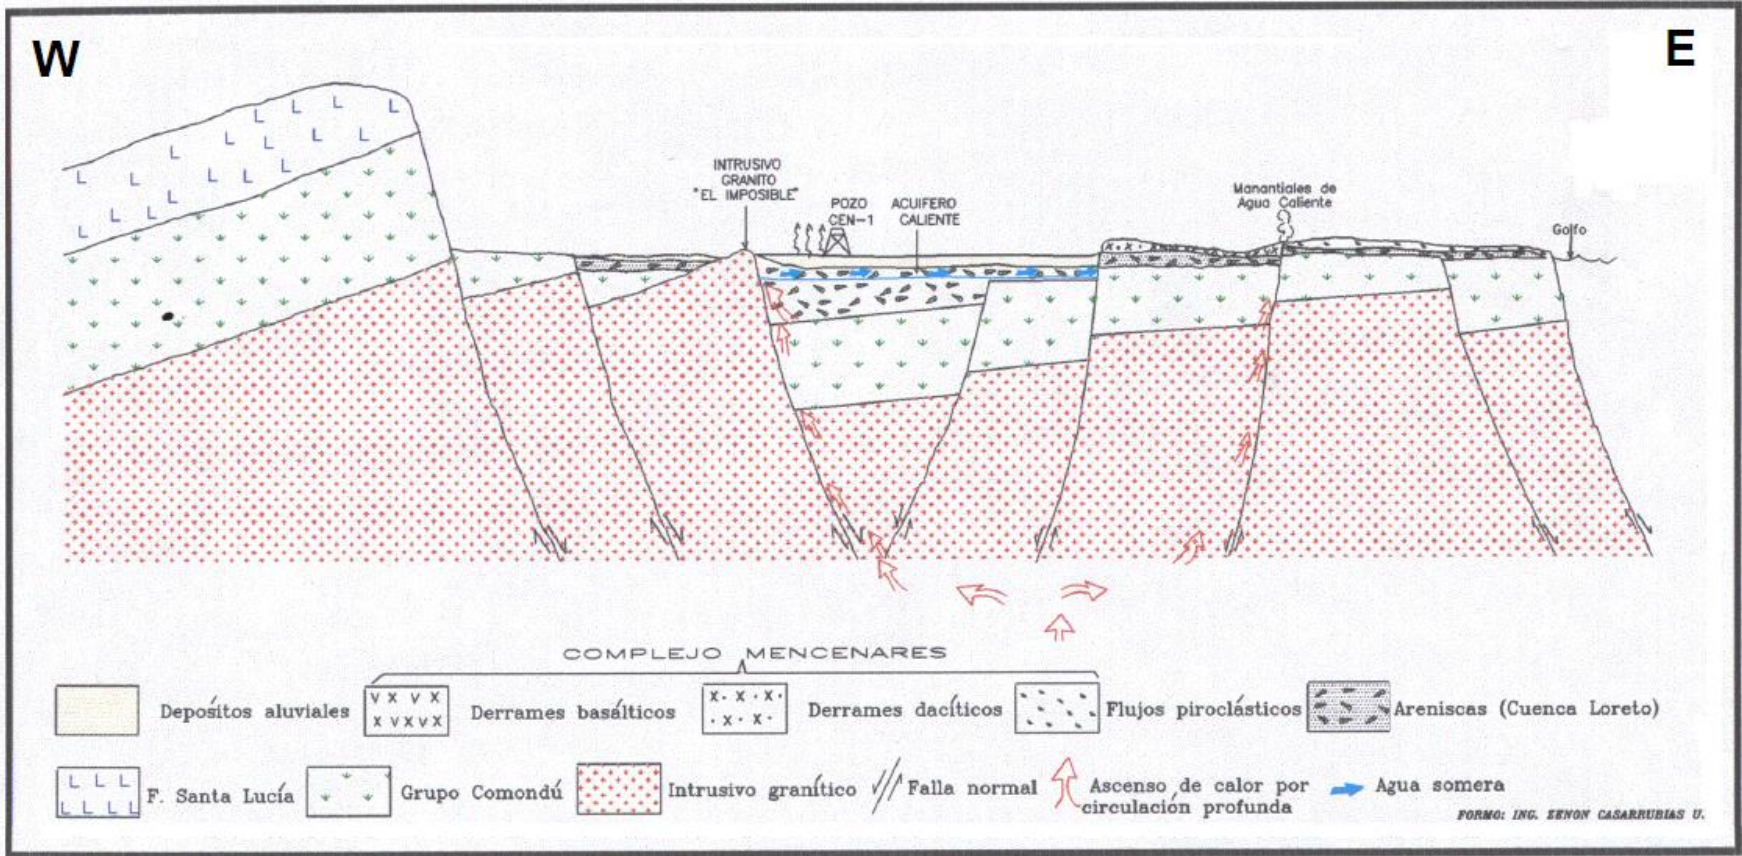 W
E
INTRUSIVO
GRANITO
"EL IMPOSIBLE"
POZO
CEN-1
ACUIFERO
CALIENTE
Manantiales de
Agua Caliente
Golfo
COMPLEJO MENCENARES
Depósitos aluviales
Derrames basálticos
Derrames dacíticos
Flujos piroclásticos
Areniscas (Cuenca Loreto)
F. Santa Lucía
Grupo Comondú
Intrusivo granítico
Falla normal
Ascenso de calor por
circulación profunda
Agua somera
FORMO: ING. ZENON CASARRUBIAS U.